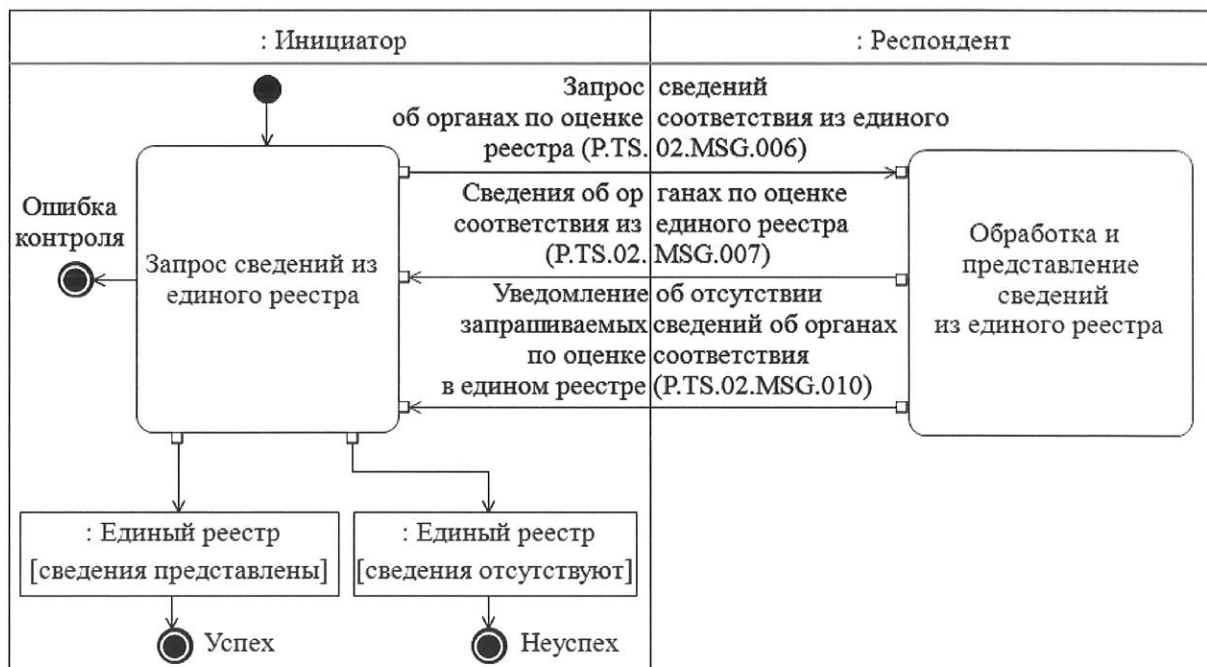 : Инициатор
: Респондент
Запрос сведений
об органах по оценке соответствия из единого
реестра (P.TS.02.MSG.006)
Сведения об органах по оценке
соответствия из единого реестра
(P.TS.02.MSG.007)
Уведомление об отсутствии
запрашиваемых сведений об органах
по оценке соответствия
в едином реестре (P.TS.02.MSG.010)
Ошибка
контроля
Запрос сведений из
единого реестра
Обработка и
представление
сведений
из единого реестра
: Единый реестр
[сведения представлены]
: Единый реестр
[сведения отсутствуют]
Успех
Неуспех